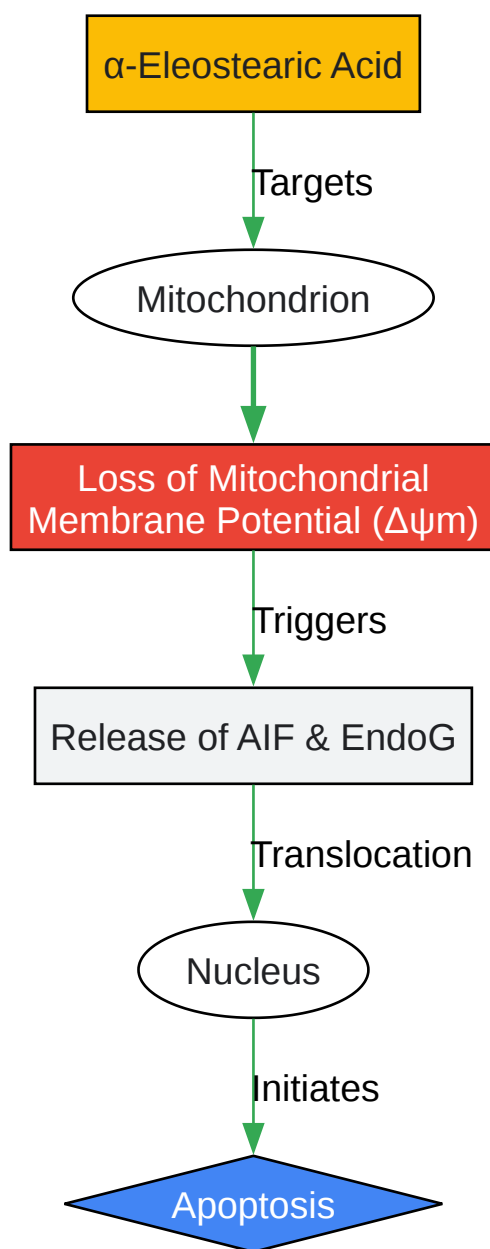 α-Eleostearic Acid
Targets
Mitochondrion
Loss of Mitochondrial
Membrane Potential (Δψm)
Triggers
Release of AIF & EndoG
Translocation
Nucleus
Initiates
Apoptosis